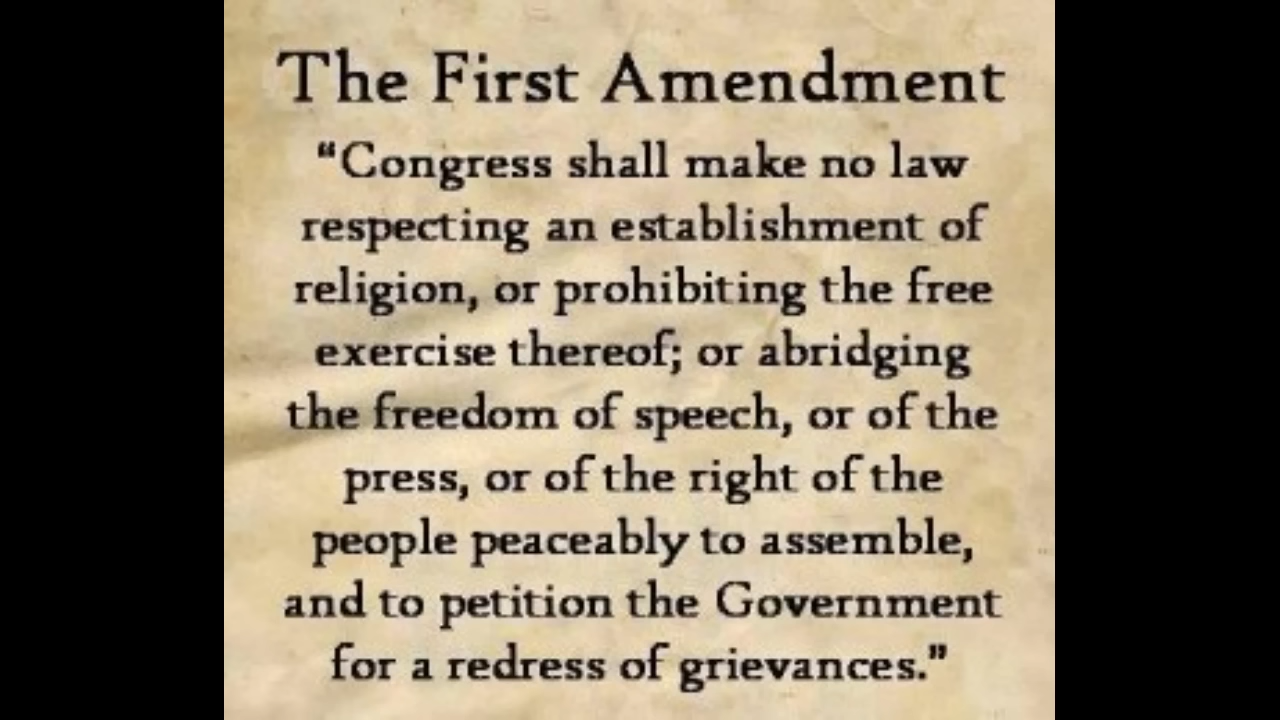 The First Amendment
“Congress shall make no law
respecting an establishment of
religion, or prohibiting the free
exercise thereof; or abridging
the freedom of speech, or of the
press, or of the right of the
people peaceably to assemble,
and to petition the Government
for a redress of grievances.”